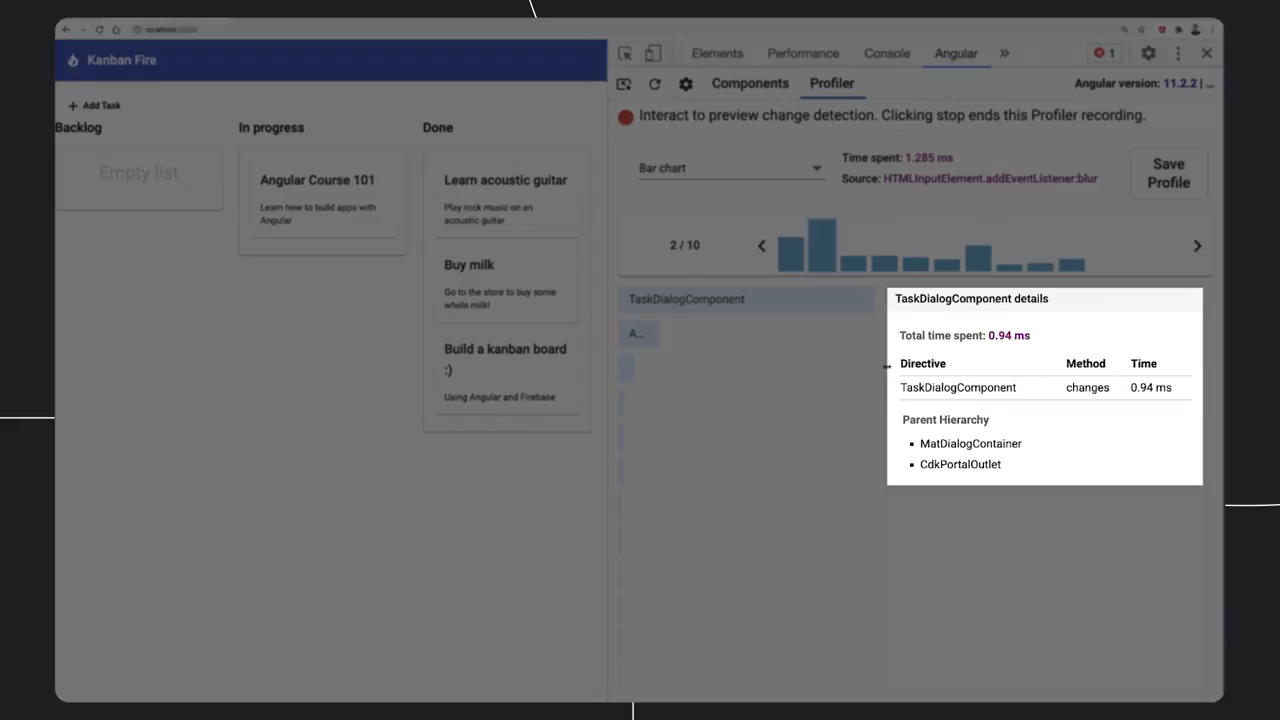 Kanban Fire
+ Add Task
Backlog
In progress
Done
Empty list
Angular Course 101
Learn how to build apps with
Angular
Learn acoustic guitar
Play rock music on an
acoustic guitar
Buy milk
Go to the store to buy some
whole milk!
Build a kanban board
:)
Using Angular and Firebase
Elements
Performance
Console
Angular
»
1
Components
Profiler
Angular version: 11.2.2 | ...
Interact to preview change detection. Clicking stop ends this Profiler recording.
Bar chart
Time spent: 1.285 ms
Source: HTMLInputElement.addEventListener:blur
Save
Profile
2 / 10
TaskDialogComponent
A...
TaskDialogComponent details
Total time spent: 0.94 ms
Directive Method Time
TaskDialogComponent changes 0.94 ms
Parent Hierarchy
▪ MatDialogContainer
▪ CdkPortalOutlet